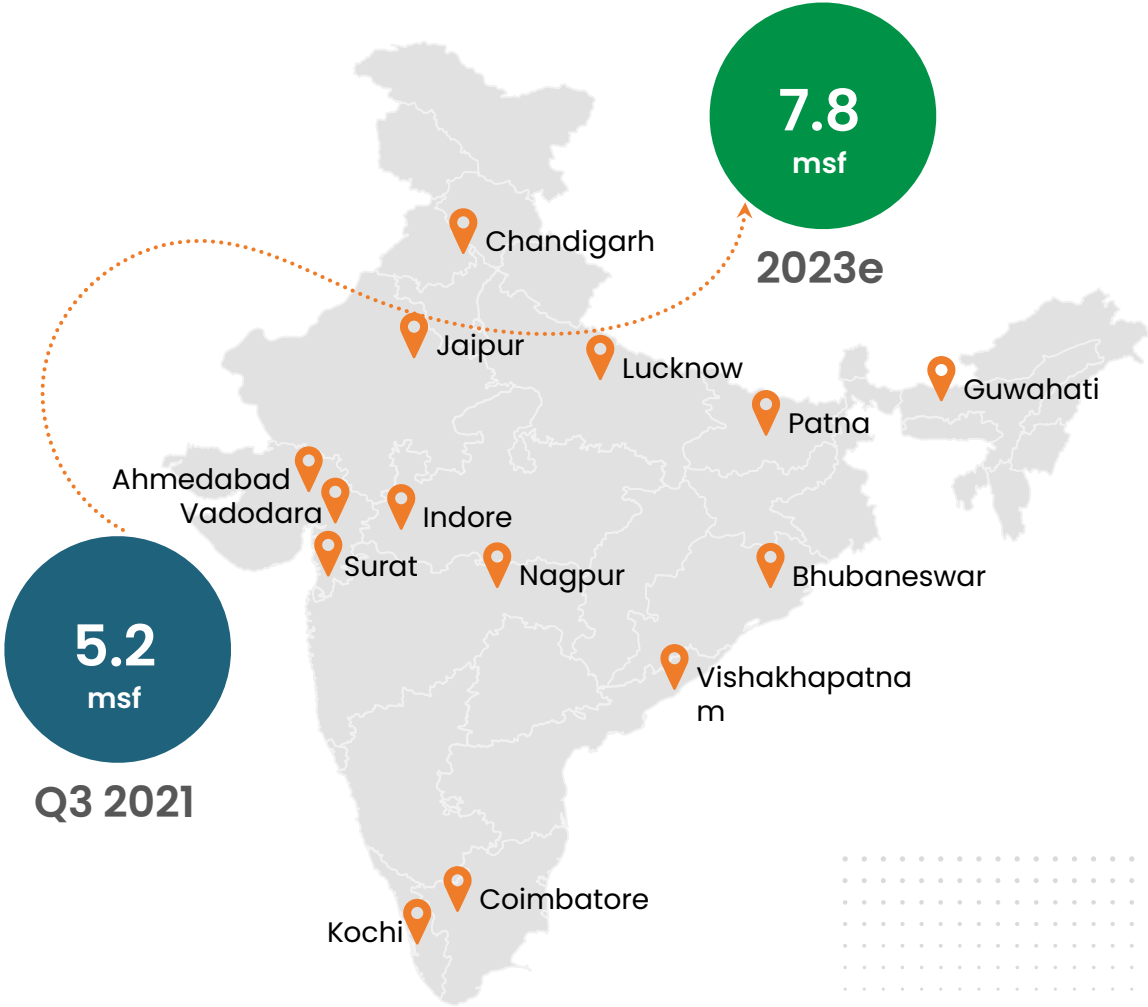 7.8
msf
2023e
Chandigarh
Jaipur
Lucknow
Guwahati
Patna
Ahmedabad
Vadodara
Indore
Surat
Nagpur
Bhubaneswar
5.2
msf
Q3 2021
Vishakhapatna
m
Coimbatore
Kochi